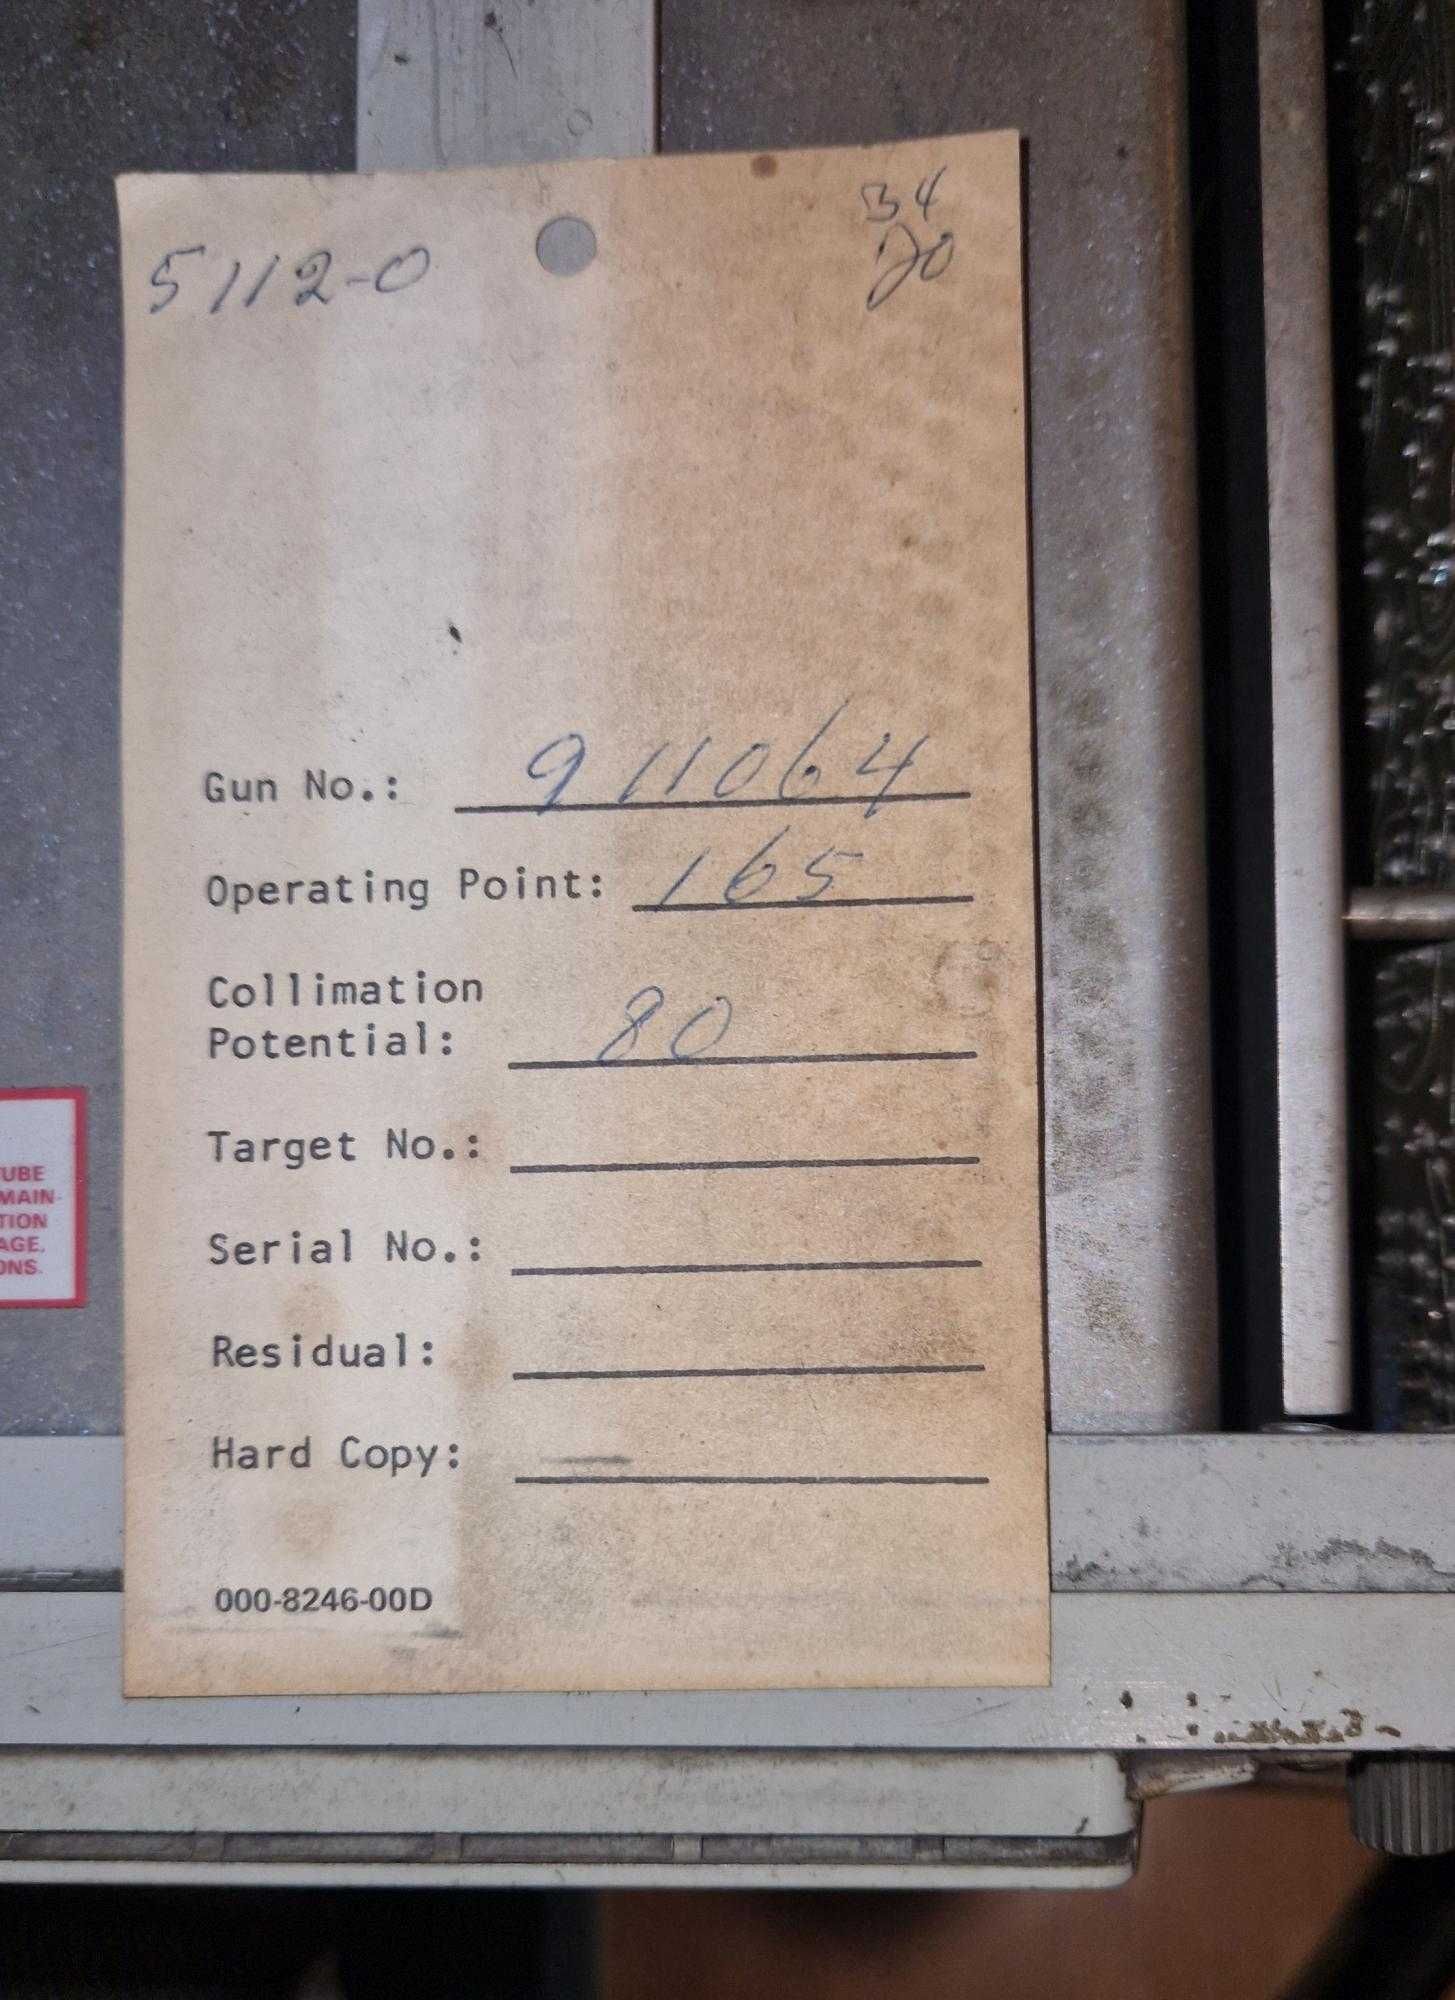 34
5112-0
20
Gun No.: 911064
Operating Point: 165
Collimation
Potential: 80
Target No.:
UBE
MAIN-
TION
AGE,
ONS.
Serial No.:
Residual:
Hard Copy:
000-8246-00D